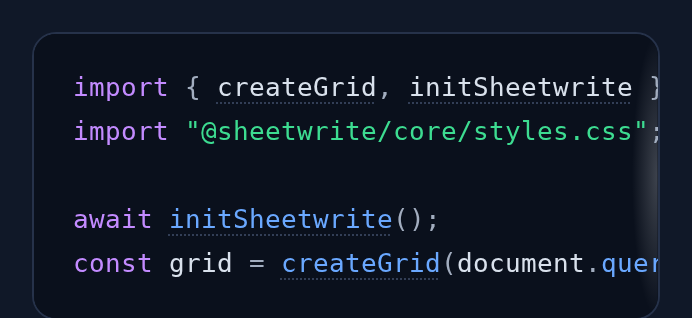 import { createGrid, initSheetwrite }
import "@sheetwrite/core/styles.css";
await initSheetwrite();
const grid = createGrid(document.quer